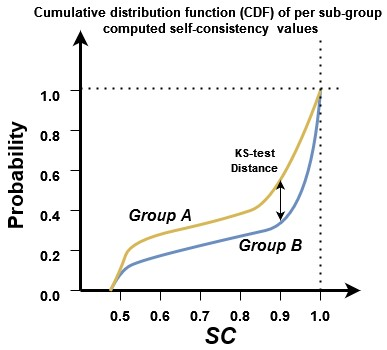 Cumulative distribution function (CDF) of per sub-group
computed self-consistency values
Probability
1.0
0.8
0.6
0.4
0.2
0.0
KS-test
Distance
Group A
Group B
0.5 0.6 0.7 0.8 0.9 1.0
SC